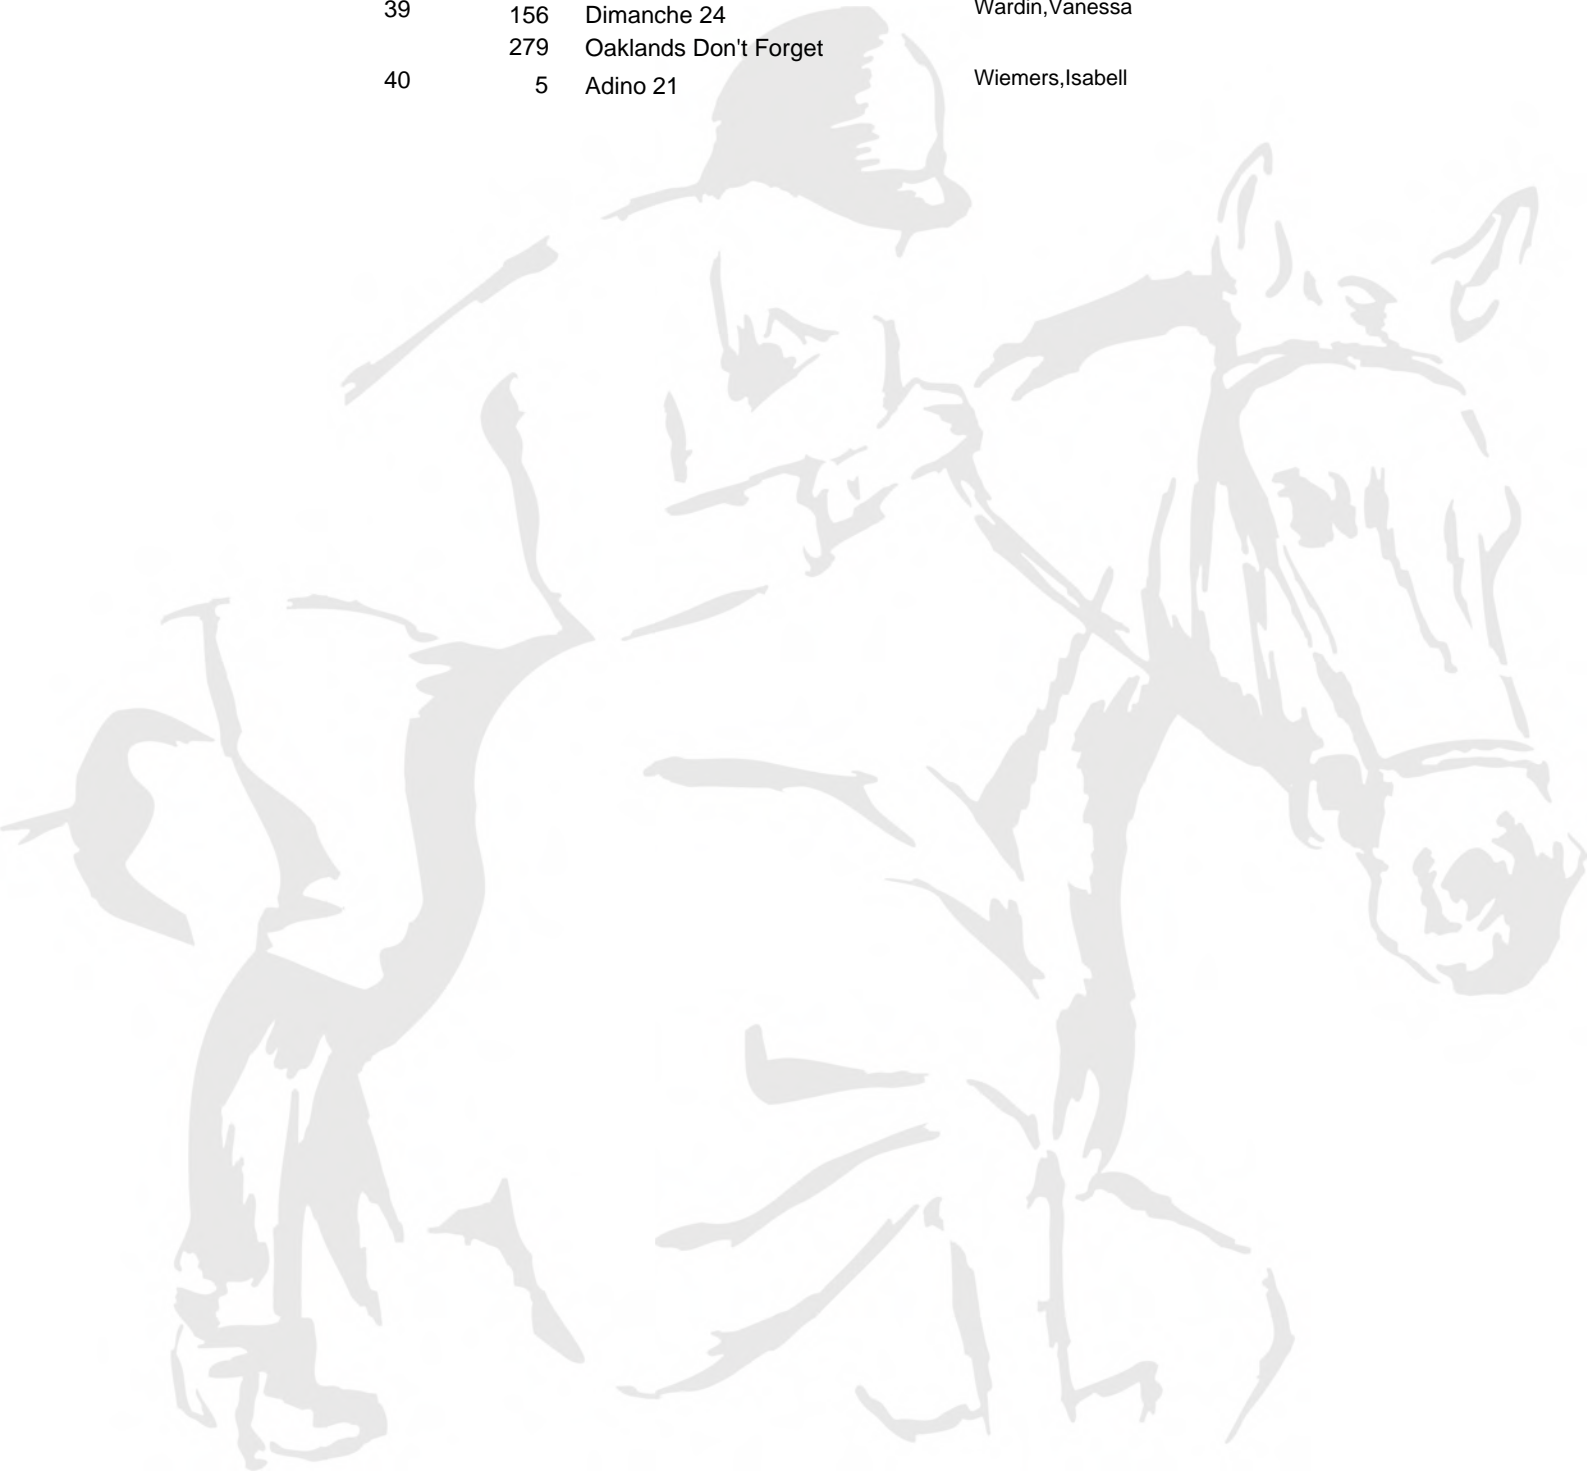 39 156 Dimanche 24 Wardin,Vanessa
279 Oaklands Don't Forget
40 5 Adino 21 Wiemers,Isabell